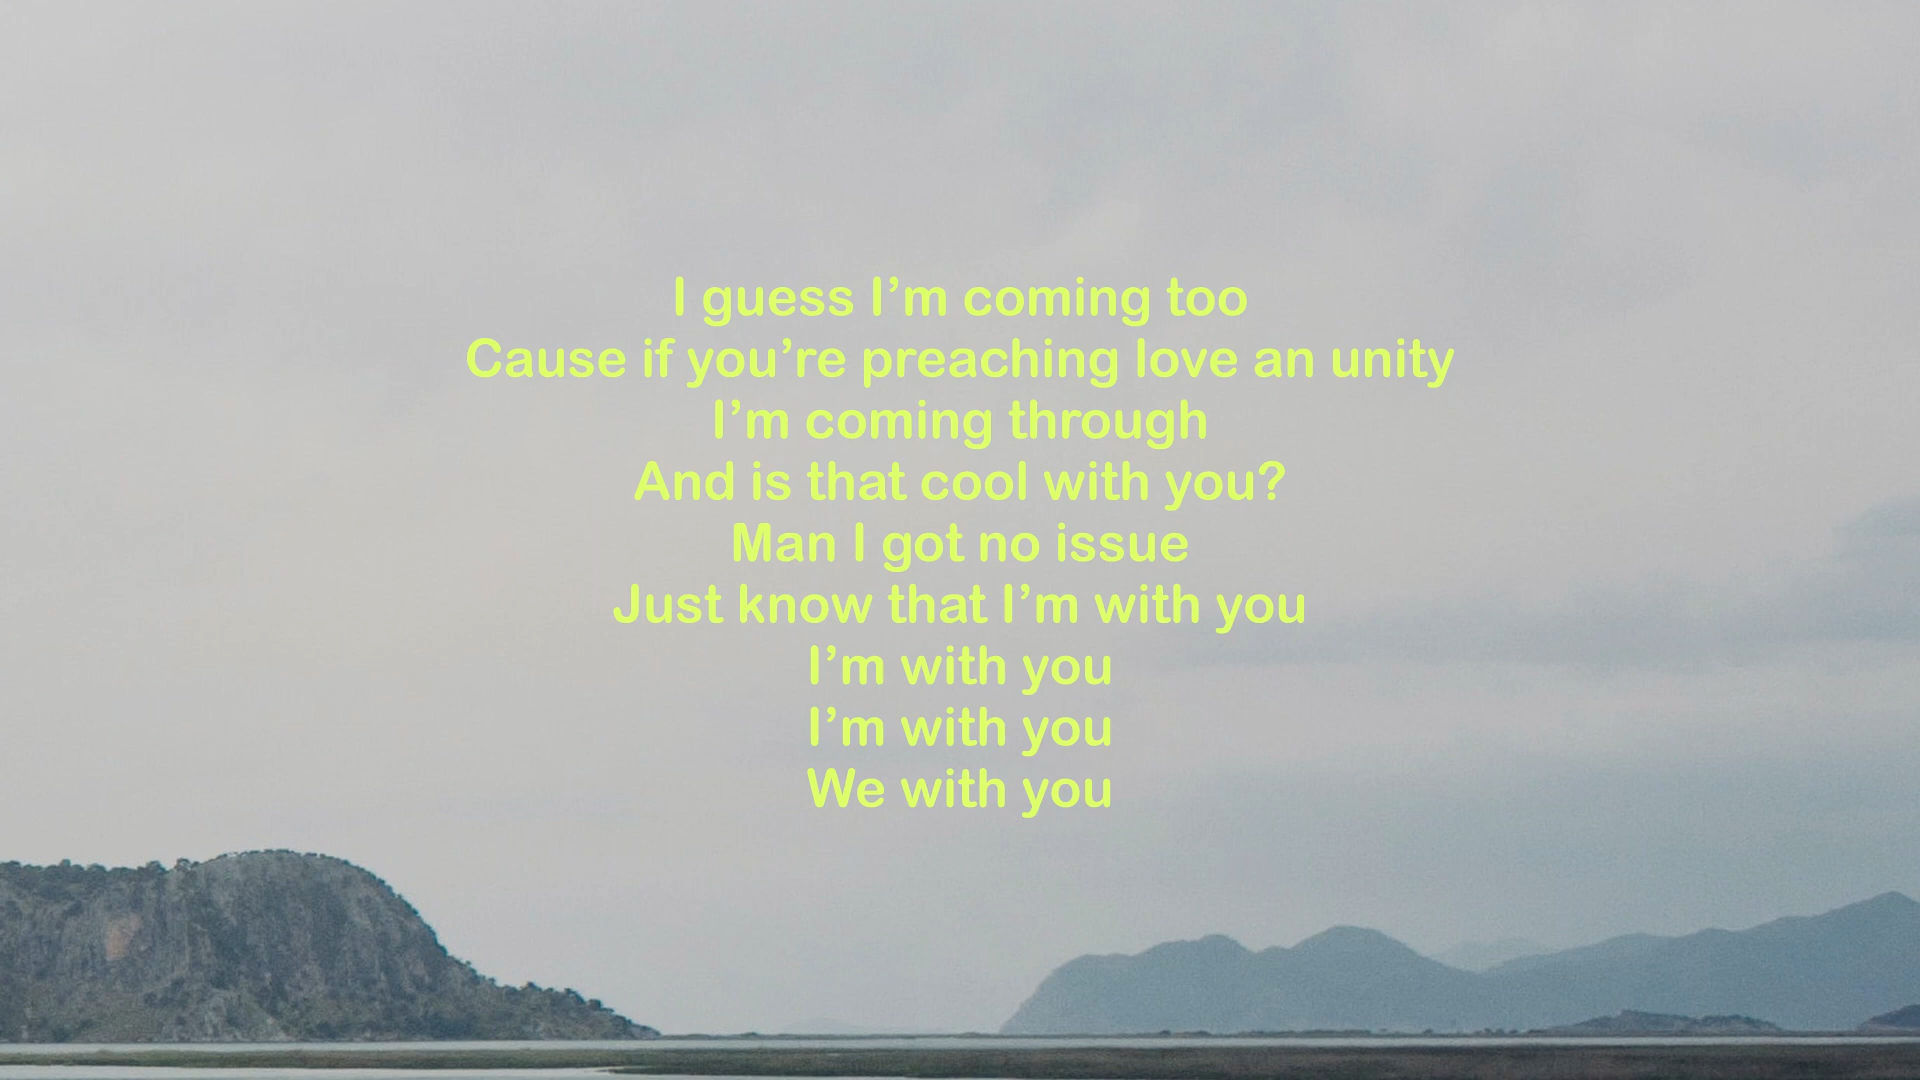 I guess I’m coming too
Cause if you’re preaching love an unity
I’m coming through
And is that cool with you?
Man I got no issue
Just know that I’m with you
I’m with you
I’m with you
We with you